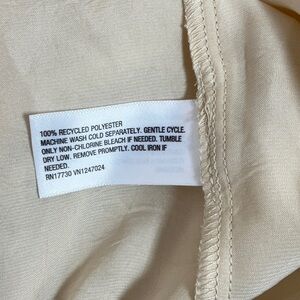 100% RECYCLED POLYESTER
MACHINE WASH COLD SEPARATELY. GENTLE CYCLE.
ONLY NON-CHLORINE BLEACH IF NEEDED. TUMBLE
DRY LOW. REMOVE PROMPTLY. COOL IRON IF
NEEDED.
RN17730 VN1247024